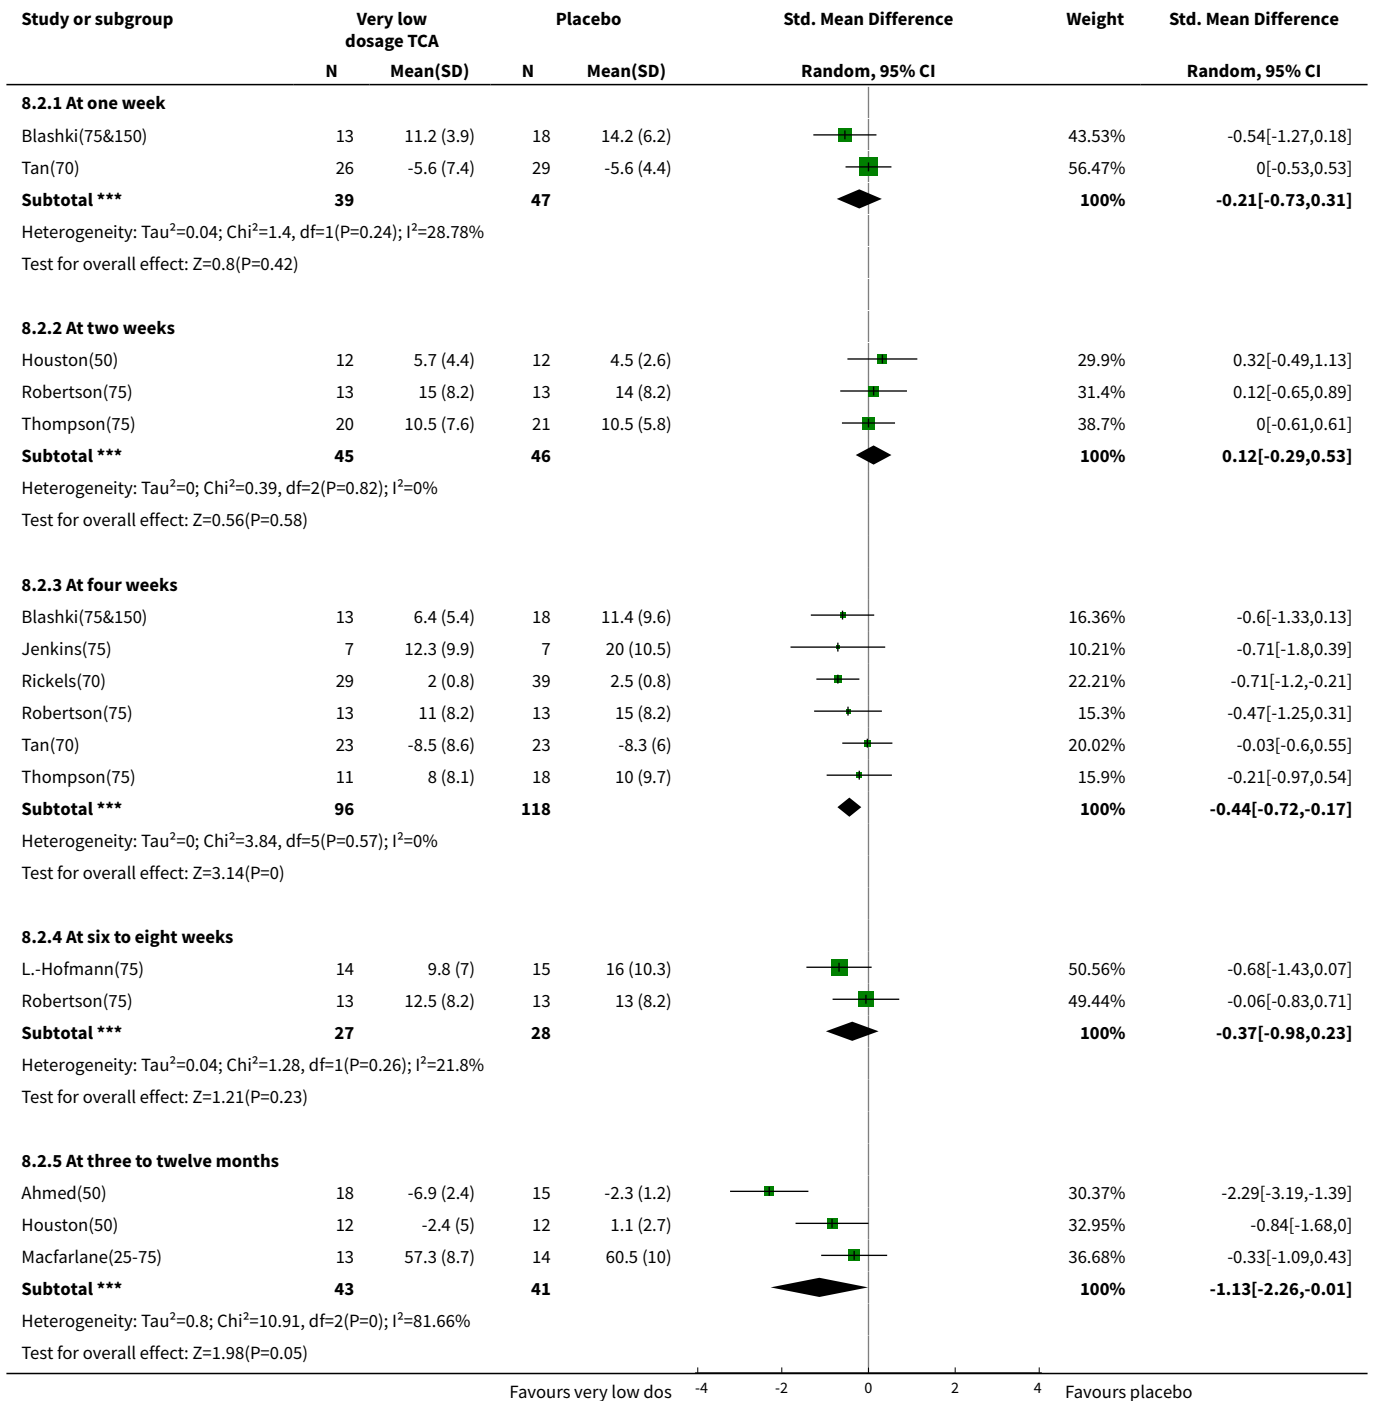 Study or subgroup Very low dosage TCA Placebo Std. Mean Difference Weight Std. Mean Difference
N Mean(SD) N Mean(SD) Random, 95% CI Random, 95% CI
8.2.1 At one week
Blashki(75&150) 13 11.2 (3.9) 18 14.2 (6.2) 43.53% -0.54[-1.27,0.18]
Tan(70) 26 -5.6 (7.4) 29 -5.6 (4.4) 56.47% 0[-0.53,0.53]
Subtotal *** 39 47 100% -0.21[-0.73,0.31]
Heterogeneity: Tau²=0.04; Chi²=1.4, df=1(P=0.24); I²=28.78%
Test for overall effect: Z=0.8(P=0.42)
8.2.2 At two weeks
Houston(50) 12 5.7 (4.4) 12 4.5 (2.6) 29.9% 0.32[-0.49,1.13]
Robertson(75) 13 15 (8.2) 13 14 (8.2) 31.4% 0.12[-0.65,0.89]
Thompson(75) 20 10.5 (7.6) 21 10.5 (5.8) 38.7% 0[-0.61,0.61]
Subtotal *** 45 46 100% 0.12[-0.29,0.53]
Heterogeneity: Tau²=0; Chi²=0.39, df=2(P=0.82); I²=0%
Test for overall effect: Z=0.56(P=0.58)
8.2.3 At four weeks
Blashki(75&150) 13 6.4 (5.4) 18 11.4 (9.6) 16.36% -0.6[-1.33,0.13]
Jenkins(75) 7 12.3 (9.9) 7 20 (10.5) 10.21% -0.71[-1.8,0.39]
Rickels(70) 29 2 (0.8) 39 2.5 (0.8) 22.21% -0.71[-1.2,-0.21]
Robertson(75) 13 11 (8.2) 13 15 (8.2) 15.3% -0.47[-1.25,0.31]
Tan(70) 23 -8.5 (8.6) 23 -8.3 (6) 20.02% -0.03[-0.6,0.55]
Thompson(75) 11 8 (8.1) 18 10 (9.7) 15.9% -0.21[-0.97,0.54]
Subtotal *** 96 118 100% -0.44[-0.72,-0.17]
Heterogeneity: Tau²=0; Chi²=3.84, df=5(P=0.57); I²=0%
Test for overall effect: Z=3.14(P=0)
8.2.4 At six to eight weeks
L.-Hofmann(75) 14 9.8 (7) 15 16 (10.3) 50.56% -0.68[-1.43,0.07]
Robertson(75) 13 12.5 (8.2) 13 13 (8.2) 49.44% -0.06[-0.83,0.71]
Subtotal *** 27 28 100% -0.37[-0.98,0.23]
Heterogeneity: Tau²=0.04; Chi²=1.28, df=1(P=0.26); I²=21.8%
Test for overall effect: Z=1.21(P=0.23)
8.2.5 At three to twelve months
Ahmed(50) 18 -6.9 (2.4) 15 -2.3 (1.2) 30.37% -2.29[-3.19,-1.39]
Houston(50) 12 -2.4 (5) 12 1.1 (2.7) 32.95% -0.84[-1.68,0]
Macfarlane(25-75) 13 57.3 (8.7) 14 60.5 (10) 36.68% -0.33[-1.09,0.43]
Subtotal *** 43 41 100% -1.13[-2.26,-0.01]
Heterogeneity: Tau²=0.8; Chi²=10.91, df=2(P=0); I²=81.66%
Test for overall effect: Z=1.98(P=0.05)
Favours very low dos -4 -2 0 2 4 Favours placebo